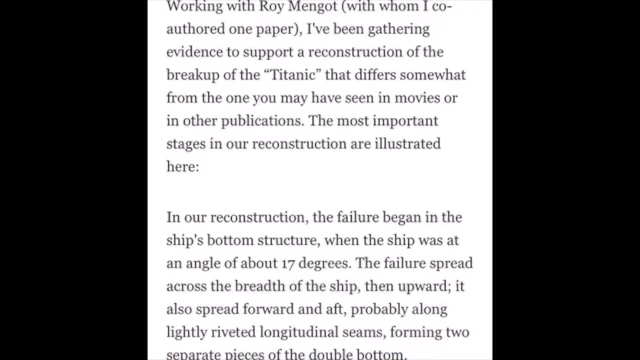 Working with Roy Mengot (with whom I co-
authored one paper), I've been gathering
evidence to support a reconstruction of the
breakup of the “Titanic” that differs somewhat
from the one you may have seen in movies or
in other publications. The most important
stages in our reconstruction are illustrated
here:
In our reconstruction, the failure began in the
ship's bottom structure, when the ship was at
an angle of about 17 degrees. The failure spread
across the breadth of the ship, then upward; it
also spread forward and aft, probably along
lightly riveted longitudinal seams, forming two
separate pieces of the double bottom.